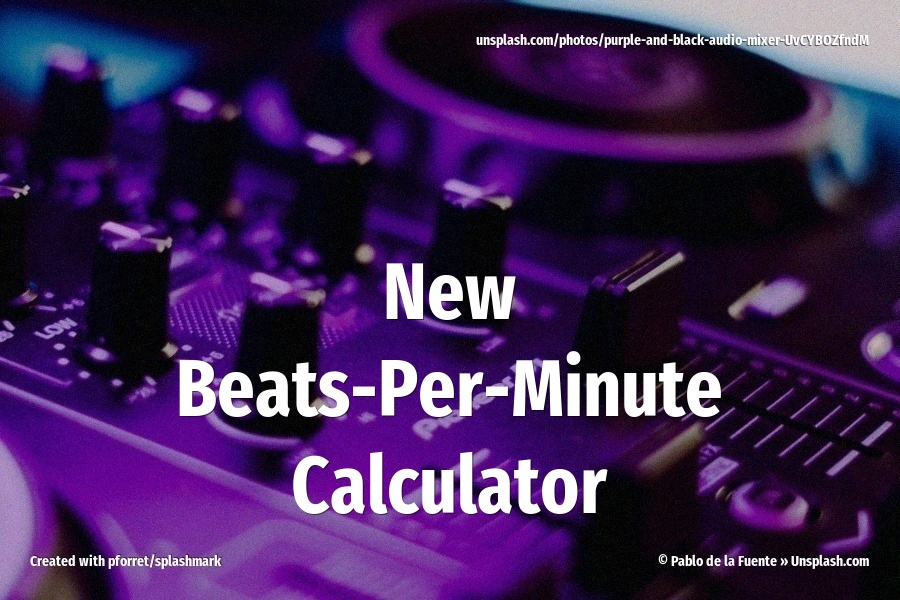 unsplash.com/photos/purple-and-black-audio-mixer-UvCYBOZfndM
LOW
New
Beats-Per-Minute
Calculator
Created with pforret/splashmark
© Pablo de la Fuente » Unsplash.com